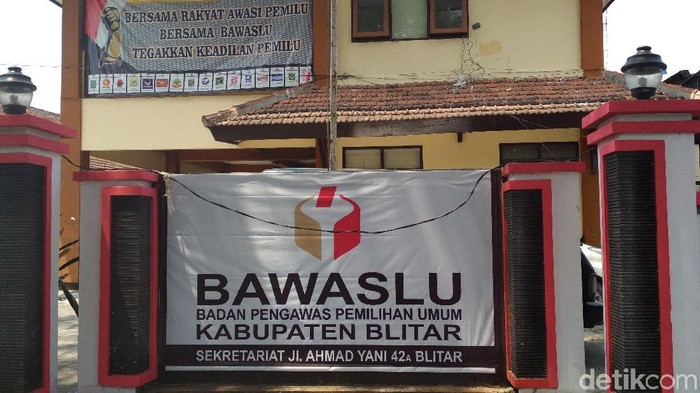 BERSAMA RAKYAT AWASI PEMILU
BERSAMA BAWASLU
TEGAKKAN KEADILAN PEMILU
BAWASLU
BADAN PENGAWAS PEMILIHAN UMUM
KABUPATEN BLITAR
SEKRETARIAT Jl. AHMAD YANI 42A BLITAR
detikcom